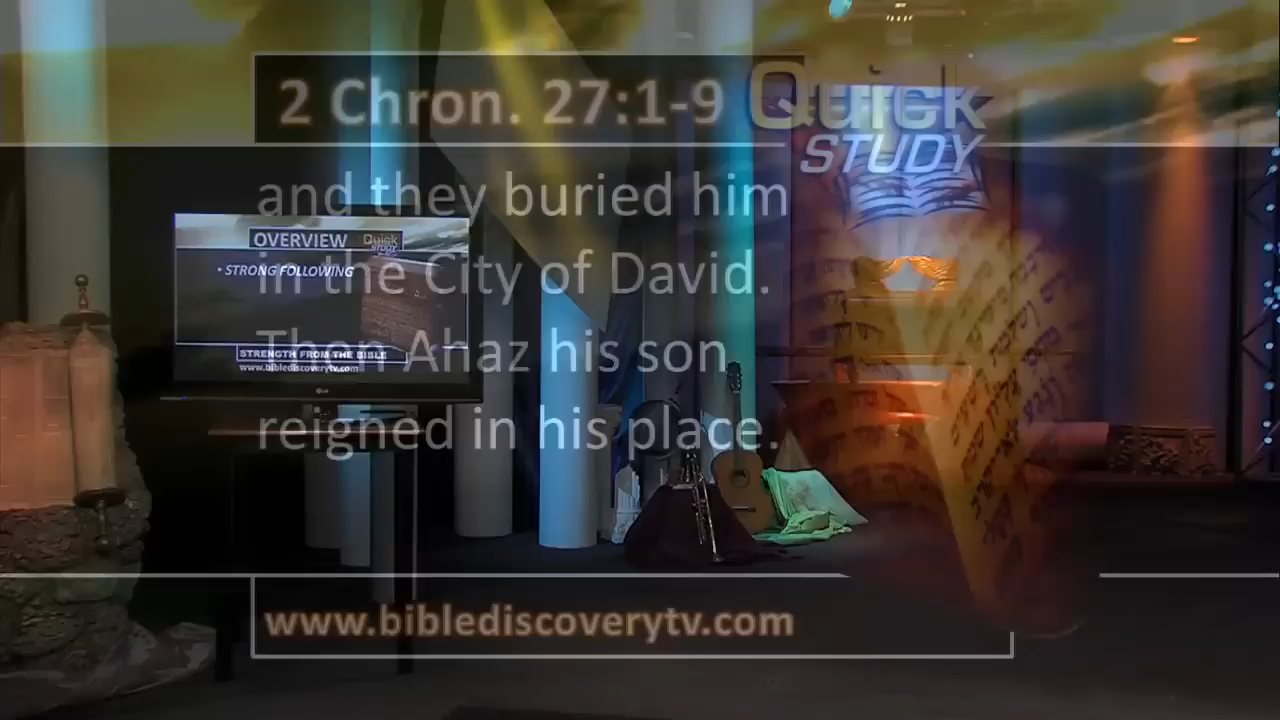 2 Chron. 27:1-9
Quick
STUDY
and they buried him
in the City of David.
Then Ahaz his son
reigned in his place.
OVERVIEW
Quick
STUDY
• STRONG FOLLOWING
STRENGTH FROM THE BIBLE
www.biblediscoverytv.com
LG
www.biblediscoverytv.com